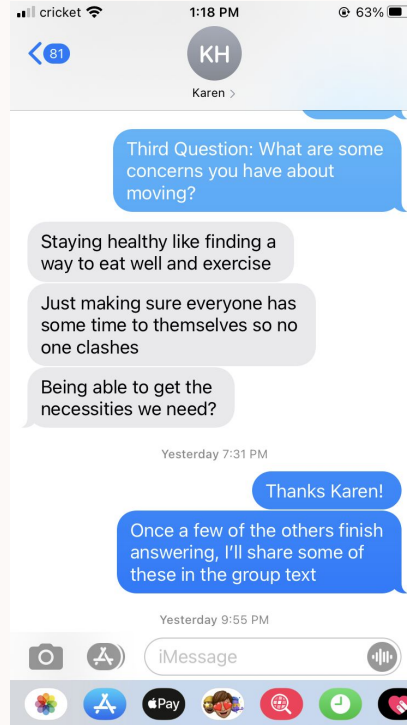 cricket 1:18 PM 63%
81
KH
Karen
Third Question: What are some
concerns you have about
moving?
Staying healthy like finding a
way to eat well and exercise
Just making sure everyone has
some time to themselves so no
one clashes
Being able to get the
necessities we need?
Yesterday 7:31 PM
Thanks Karen!
Once a few of the others finish
answering, I’ll share some of
these in the group text
Yesterday 9:55 PM
iMessage
Pay